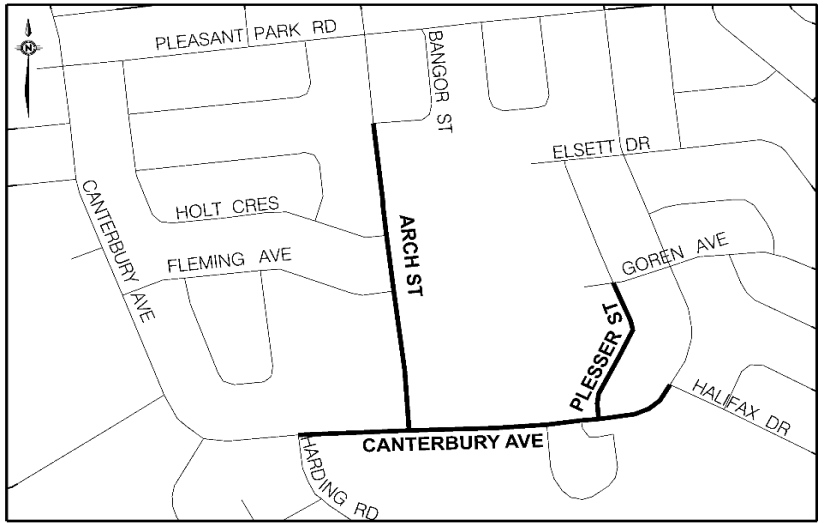 N
PLEASANT PARK RD
BANGOR ST
ELSETT DR
CANTERBURY AVE
HOLT CRES
ARCH ST
FLEMING AVE
GOREN AVE
PLESSER ST
HALIFAX DR
CANTERBURY AVE
HARDING RD